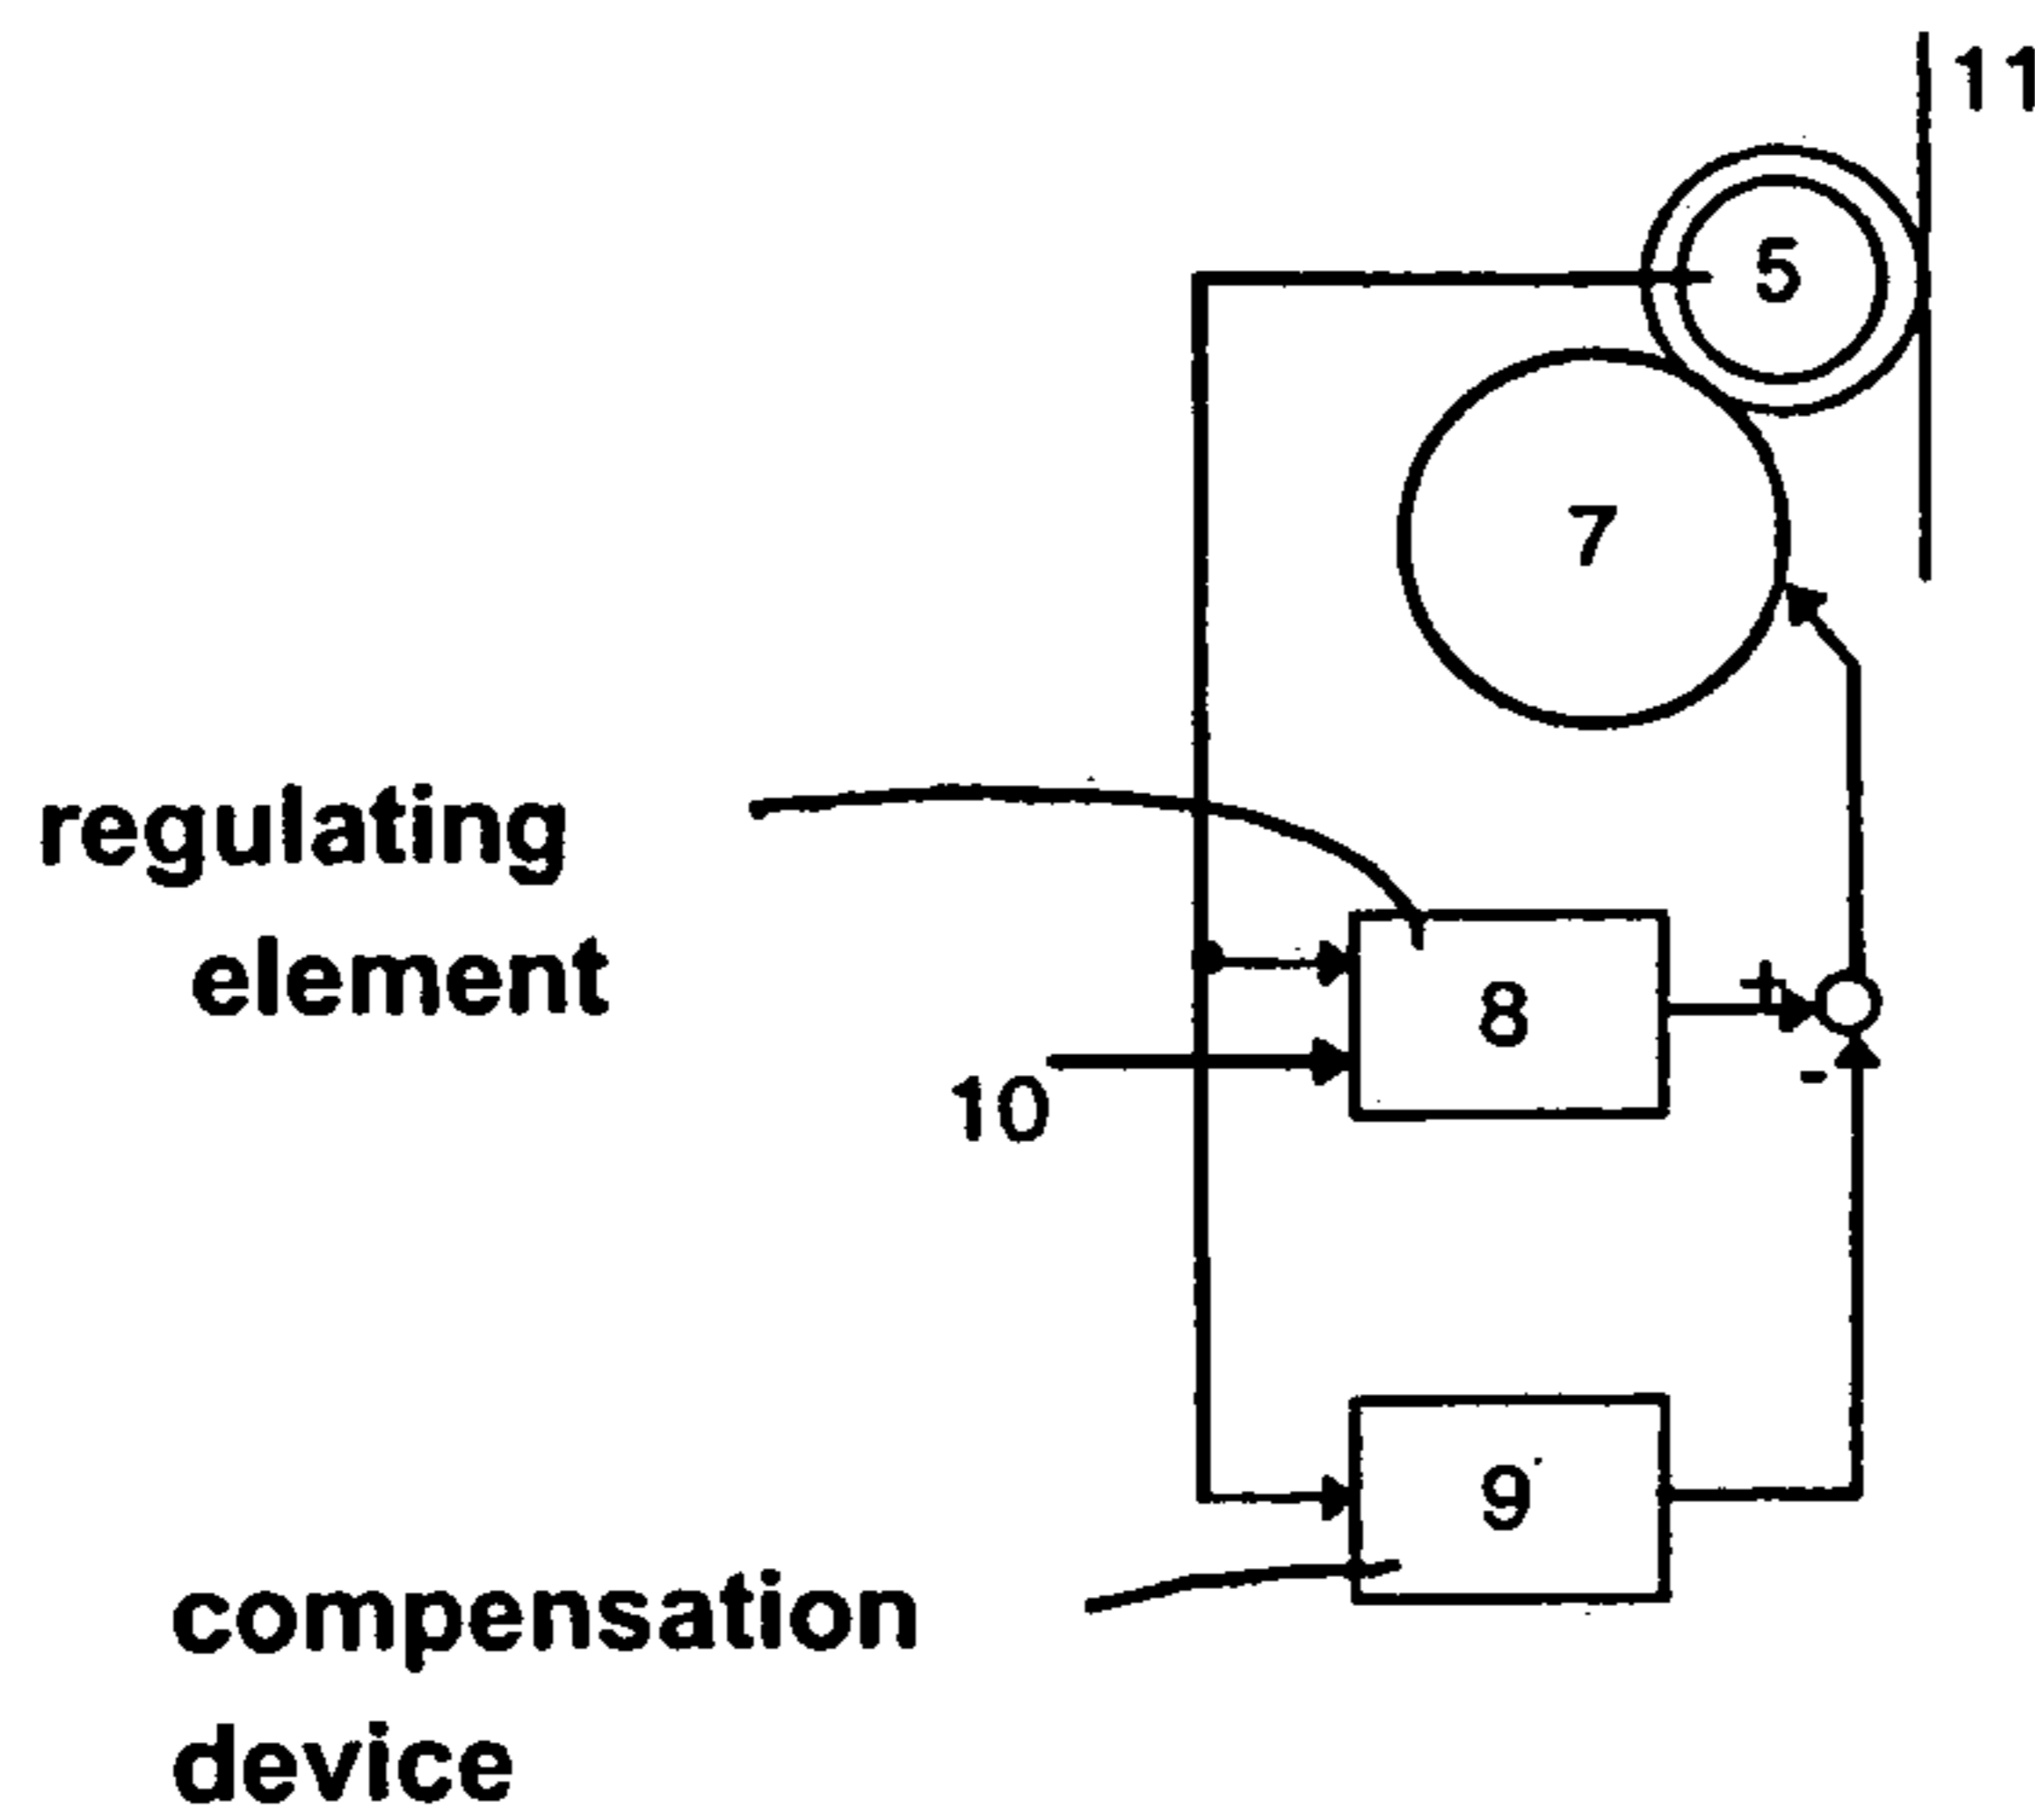 11
5
7
regulating
element
8
+
-
10
9
compensation
device